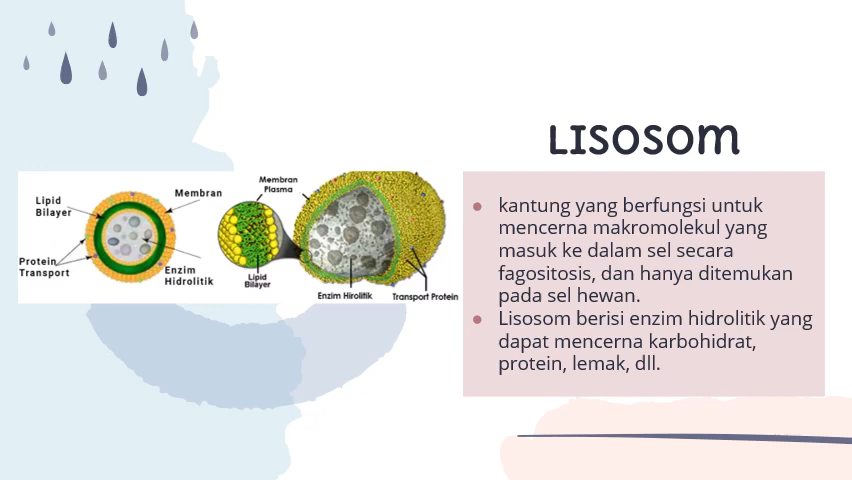 LISOSOM
Lipid
Bilayer
Membran
Protein
Transport
Enzim
Hidrolitik
Membran
Plasma
Lipid
Bilayer
Enzim Hirolitik
Transport Protein
● kantung yang berfungsi untuk
mencerna makromolekul yang
masuk ke dalam sel secara
fagositosis, dan hanya ditemukan
pada sel hewan.
● Lisosom berisi enzim hidrolitik yang
dapat mencerna karbohidrat,
protein, lemak, dll.